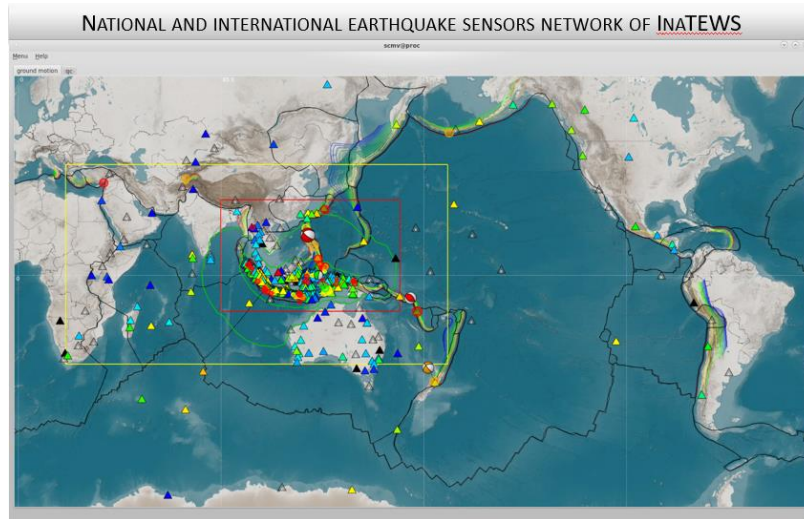 NATIONAL AND INTERNATIONAL EARTHQUAKE SENSORS NETWORK OF INATEWS
scmv@proc
Menu Help
ground motion qc